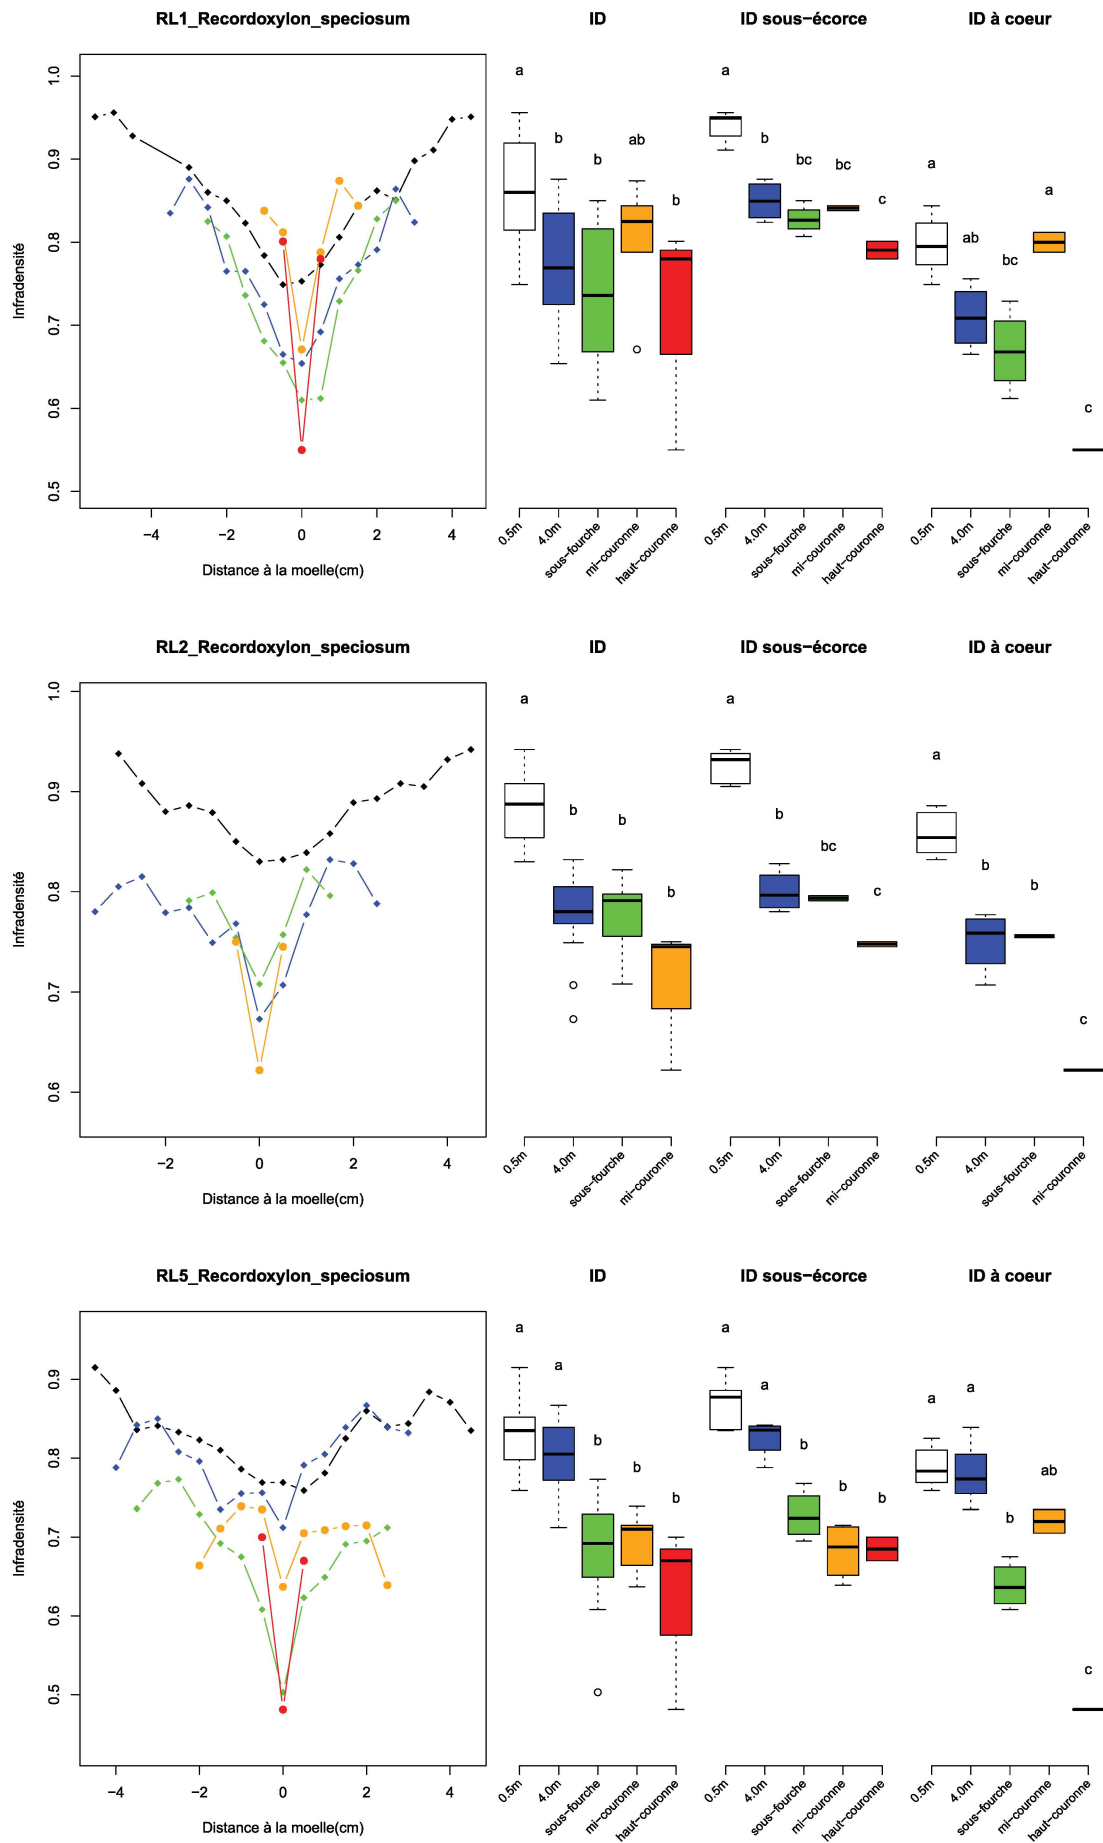 RL1_Recordoxylon_speciosum
ID
ID sous−écorce
ID à coeur
Infradensité
1.0
0.9
0.8
0.7
0.6
0.5
−4 −2 0 2 4
Distance à la moelle(cm)
a b b ab b
0.5m 4.0m sous−fourche mi−couronne haut−couronne
a b bc bc c
0.5m 4.0m sous−fourche mi−couronne haut−couronne
a ab bc a c
0.5m 4.0m sous−fourche mi−couronne haut−couronne
RL2_Recordoxylon_speciosum
ID
ID sous−écorce
ID à coeur
Infradensité
1.0
0.9
0.8
0.7
0.6
−2 0 2 4
Distance à la moelle(cm)
a b b b
0.5m 4.0m sous−fourche mi−couronne
a b bc c
0.5m 4.0m sous−fourche mi−couronne
a b b c
0.5m 4.0m sous−fourche mi−couronne
RL5_Recordoxylon_speciosum
ID
ID sous−écorce
ID à coeur
Infradensité
0.9
0.8
0.7
0.6
0.5
−4 −2 0 2 4
Distance à la moelle(cm)
a a b b b
0.5m 4.0m sous−fourche mi−couronne haut−couronne
a a b b b
0.5m 4.0m sous−fourche mi−couronne haut−couronne
a a b ab c
0.5m 4.0m sous−fourche mi−couronne haut−couronne